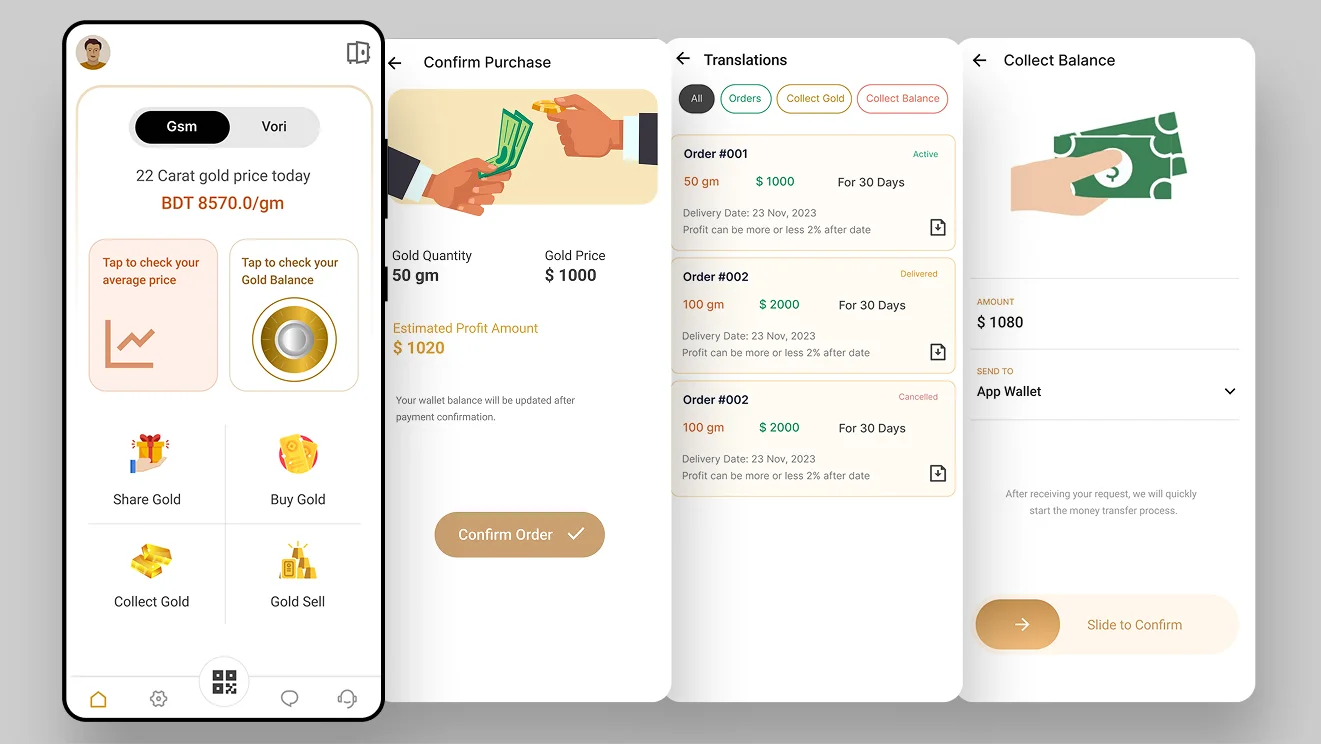 Gsm
Vori
22 Carat gold price today
BDT 8570.0/gm
Tap to check your
average price
Tap to check your
Gold Balance
Share Gold
Buy Gold
Collect Gold
Gold Sell
Confirm Purchase
Gold Quantity
50 gm
Gold Price
$ 1000
Estimated Profit Amount
$ 1020
Your wallet balance will be updated after
payment confirmation.
Confirm Order
Translations
All
Orders
Collect Gold
Collect Balance
Order #001
Active
50 gm
$ 1000
For 30 Days
Delivery Date: 23 Nov, 2023
Profit can be more or less 2% after date
Order #002
Delivered
100 gm
$ 2000
For 30 Days
Delivery Date: 23 Nov, 2023
Profit can be more or less 2% after date
Order #002
Cancelled
100 gm
$ 2000
For 30 Days
Delivery Date: 23 Nov, 2023
Profit can be more or less 2% after date
Collect Balance
$
AMOUNT
$ 1080
SEND TO
App Wallet
After receiving your request, we will quickly
start the money transfer process.
Slide to Confirm